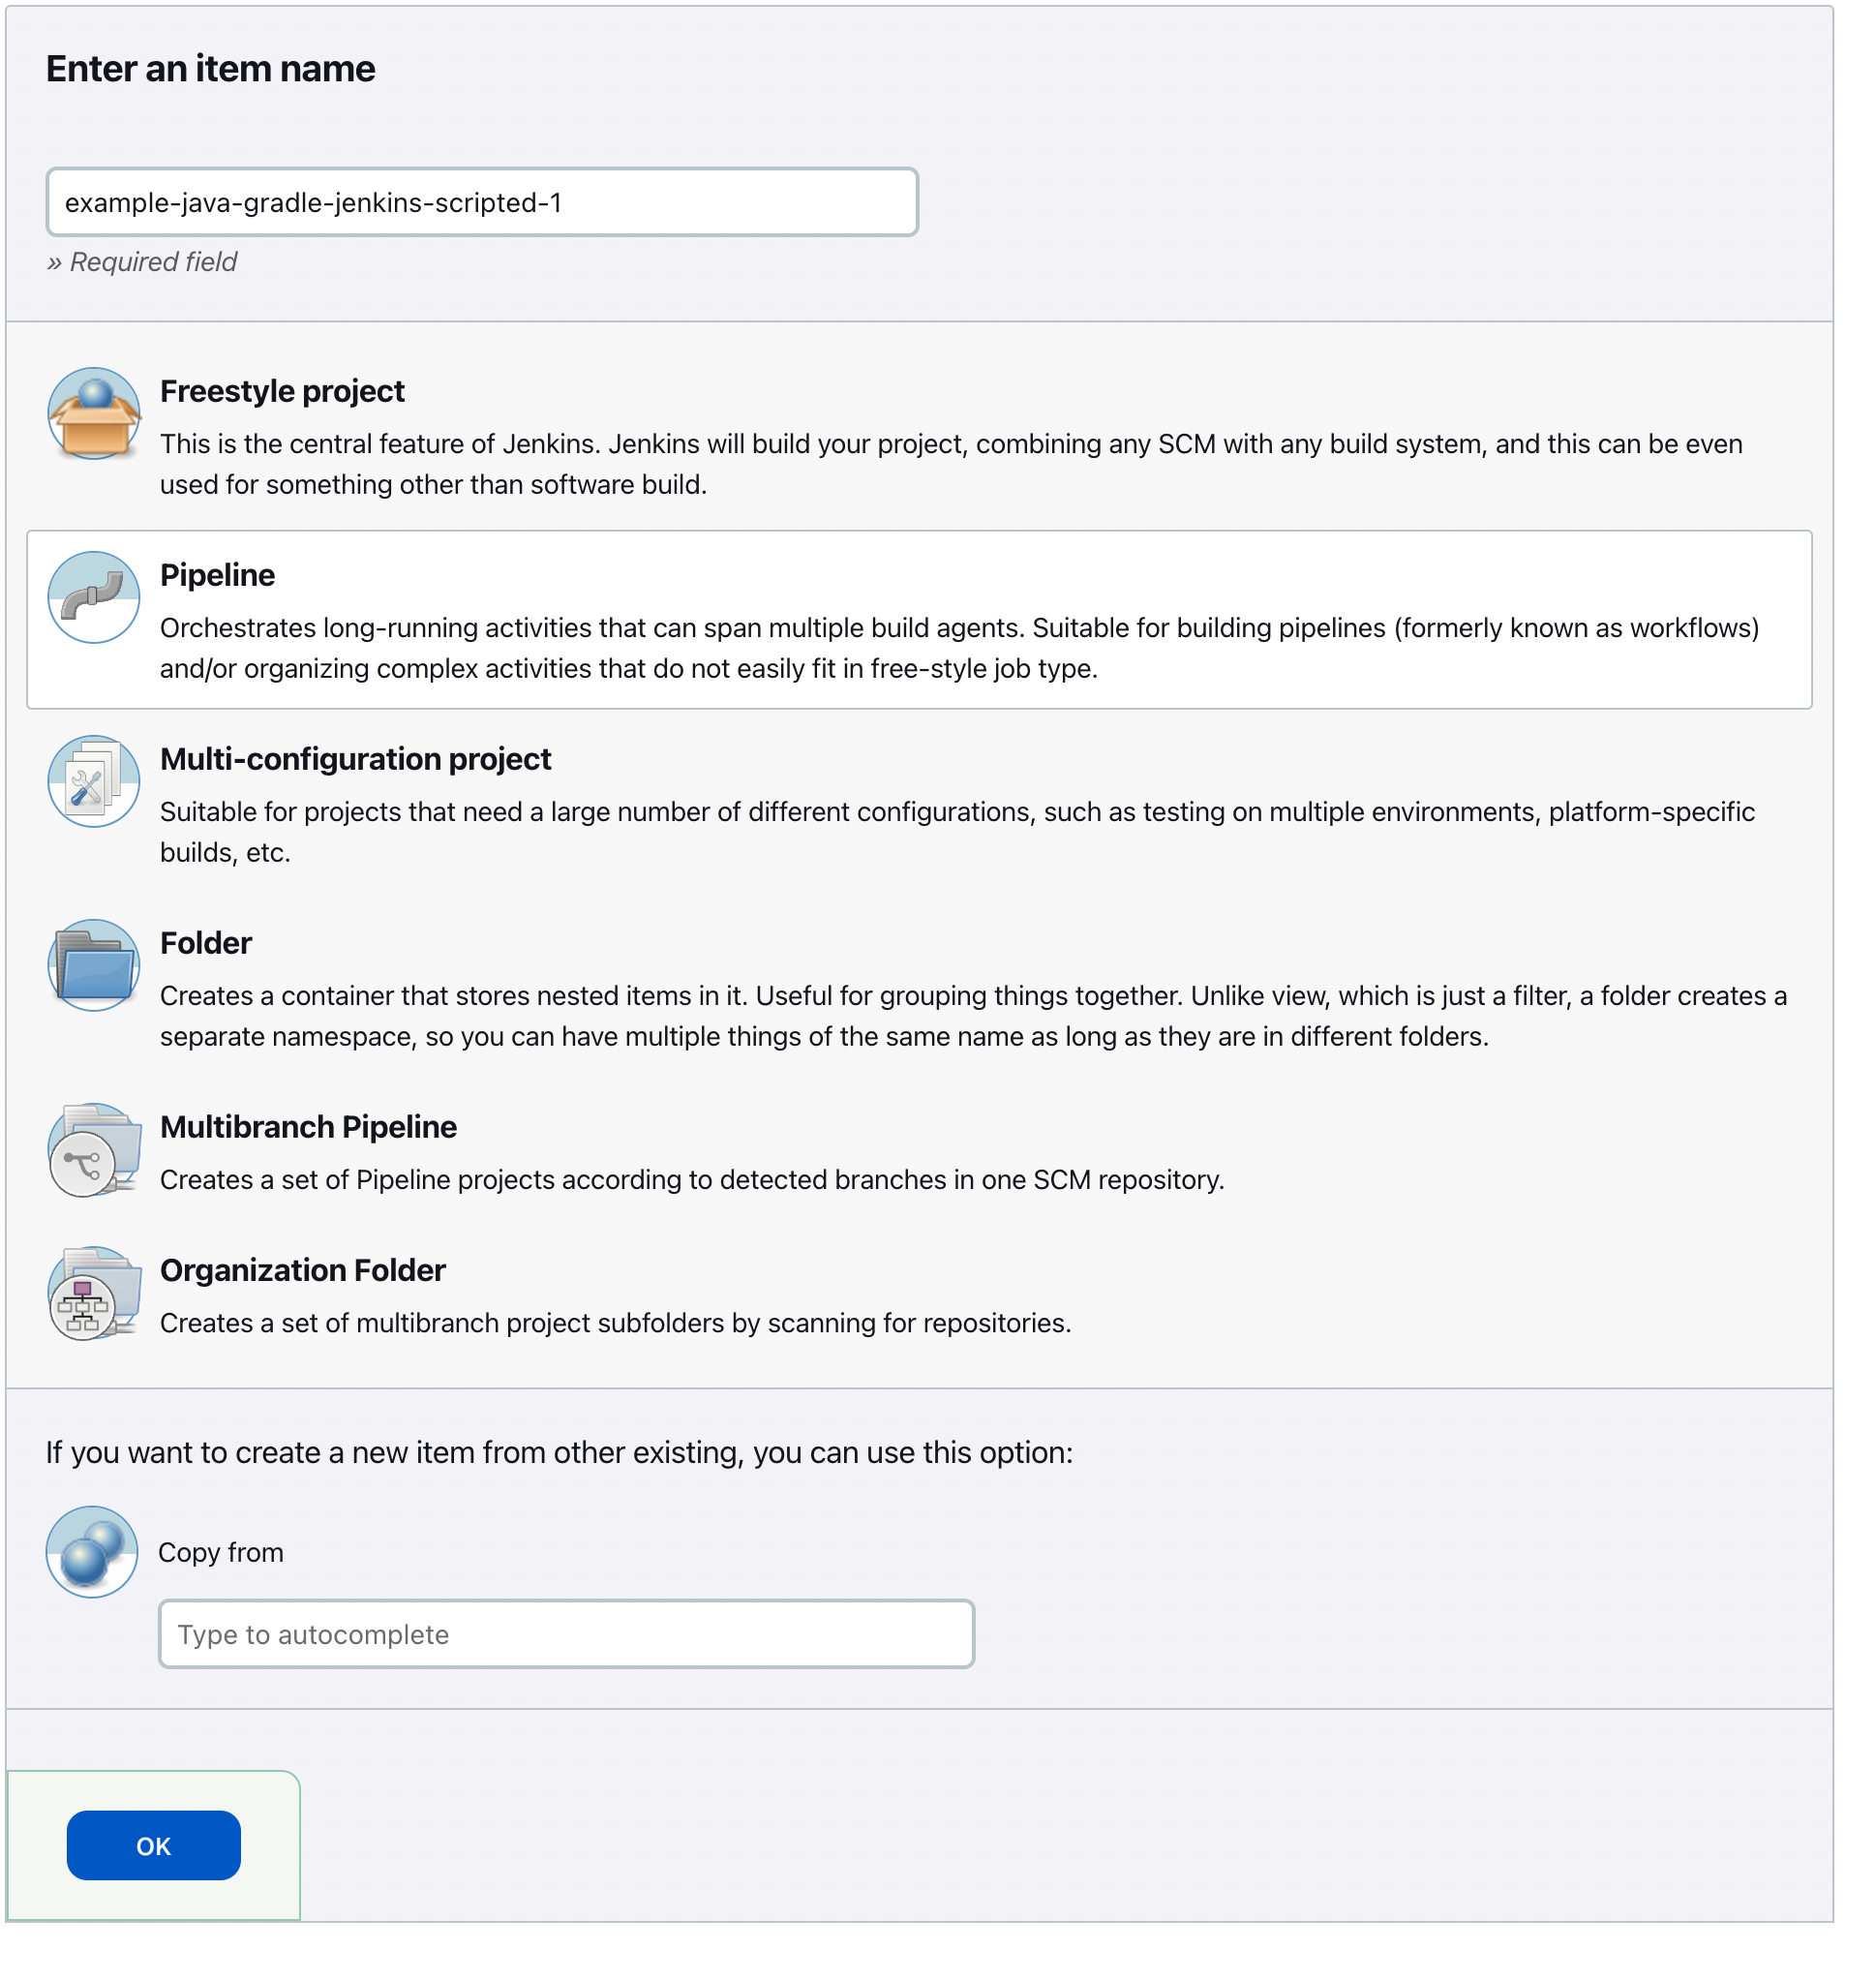 Enter an item name
example-java-gradle-jenkins-scripted-1
» Required field
Freestyle project
This is the central feature of Jenkins. Jenkins will build your project, combining any SCM with any build system, and this can be even
used for something other than software build.
Pipeline
Orchestrates long-running activities that can span multiple build agents. Suitable for building pipelines (formerly known as workflows)
and/or organizing complex activities that do not easily fit in free-style job type.
Multi-configuration project
Suitable for projects that need a large number of different configurations, such as testing on multiple environments, platform-specific
builds, etc.
Folder
Creates a container that stores nested items in it. Useful for grouping things together. Unlike view, which is just a filter, a folder creates a
separate namespace, so you can have multiple things of the same name as long as they are in different folders.
Multibranch Pipeline
Creates a set of Pipeline projects according to detected branches in one SCM repository.
Organization Folder
Creates a set of multibranch project subfolders by scanning for repositories.
If you want to create a new item from other existing, you can use this option:
Copy from
Type to autocomplete
OK